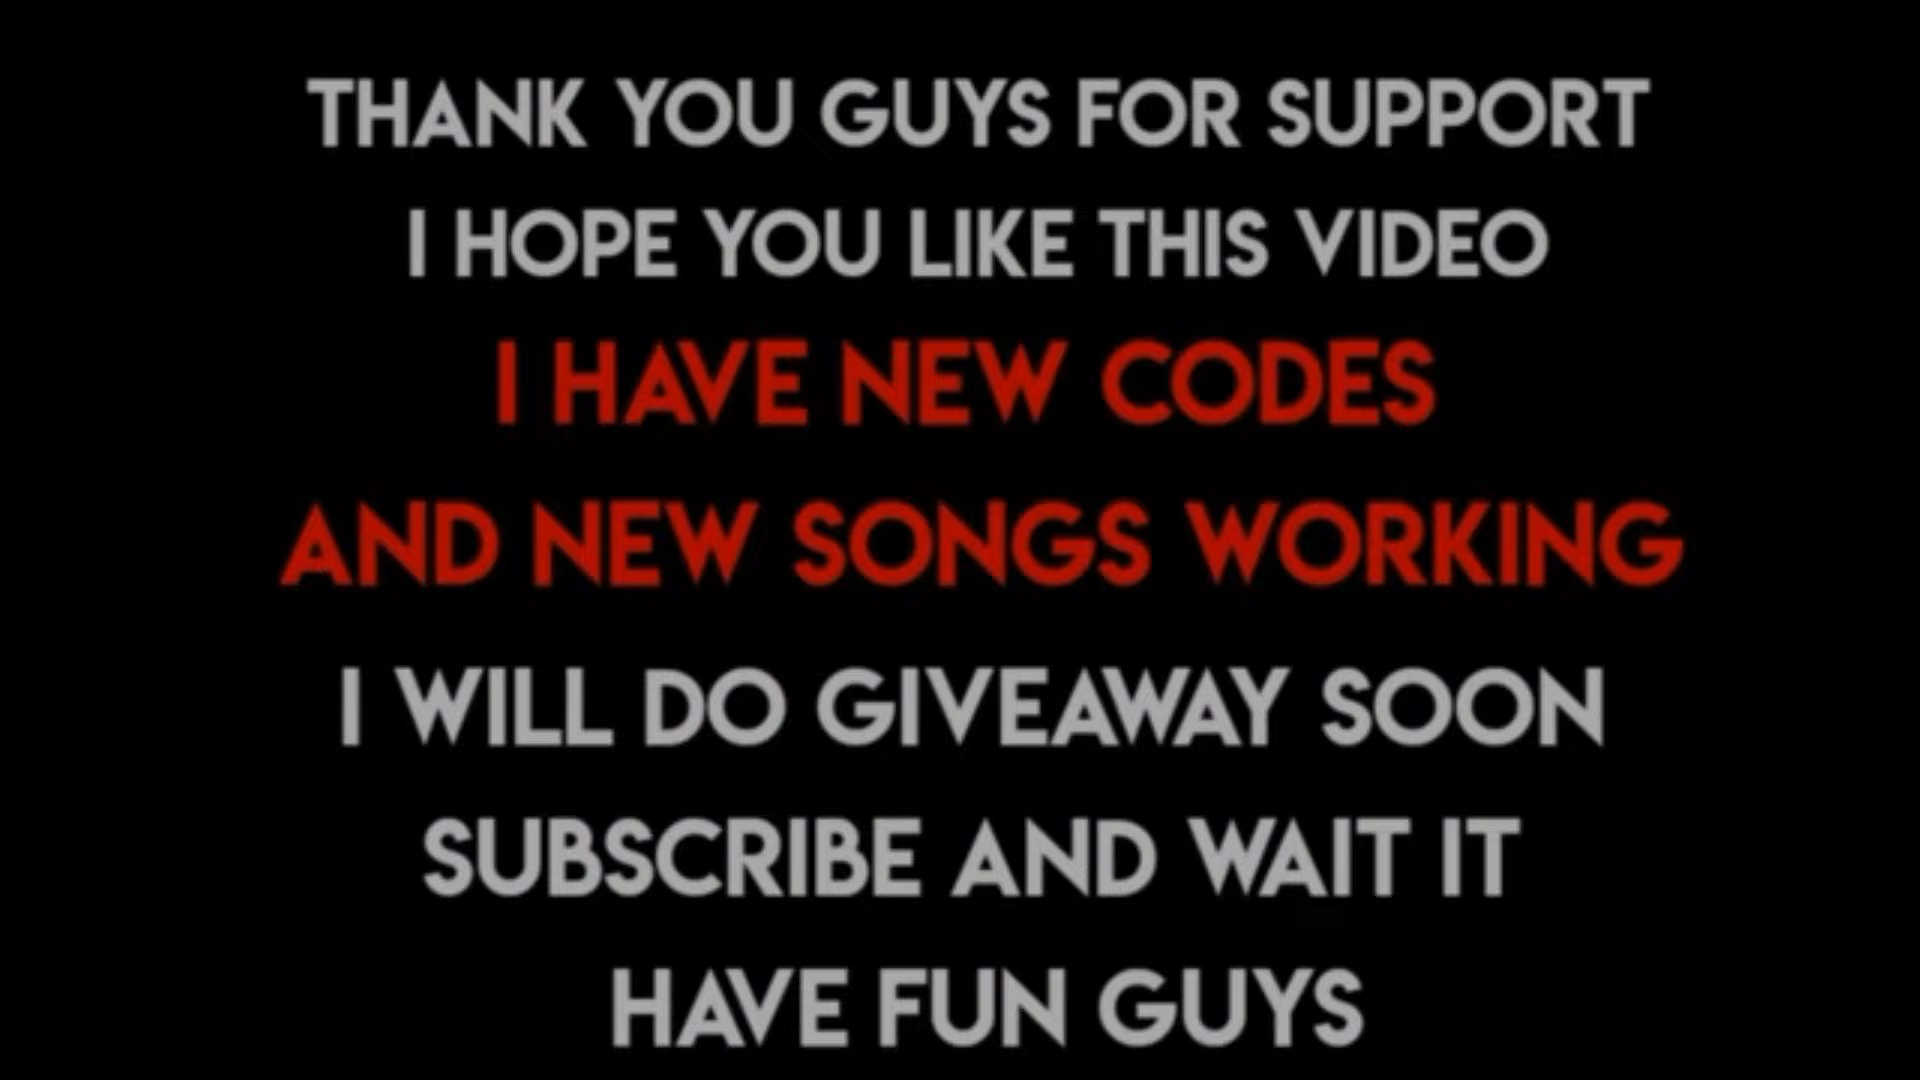 THANK YOU GUYS FOR SUPPORT
I HOPE YOU LIKE THIS VIDEO
I HAVE NEW CODES
AND NEW SONGS WORKING
I WILL DO GIVEAWAY SOON
SUBSCRIBE AND WAIT IT
HAVE FUN GUYS